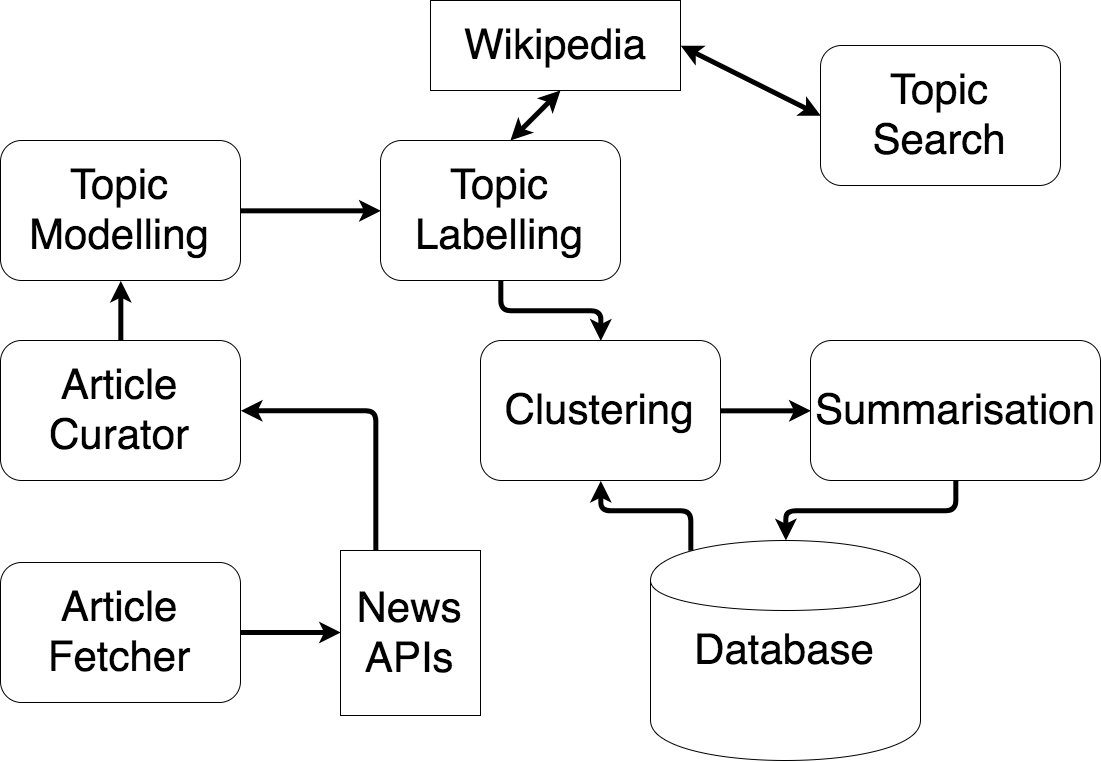 Wikipedia
Topic
Search
Topic
Modelling
Topic
Labelling
Article
Curator
Clustering
Summarisation
Article
Fetcher
News
APIs
Database